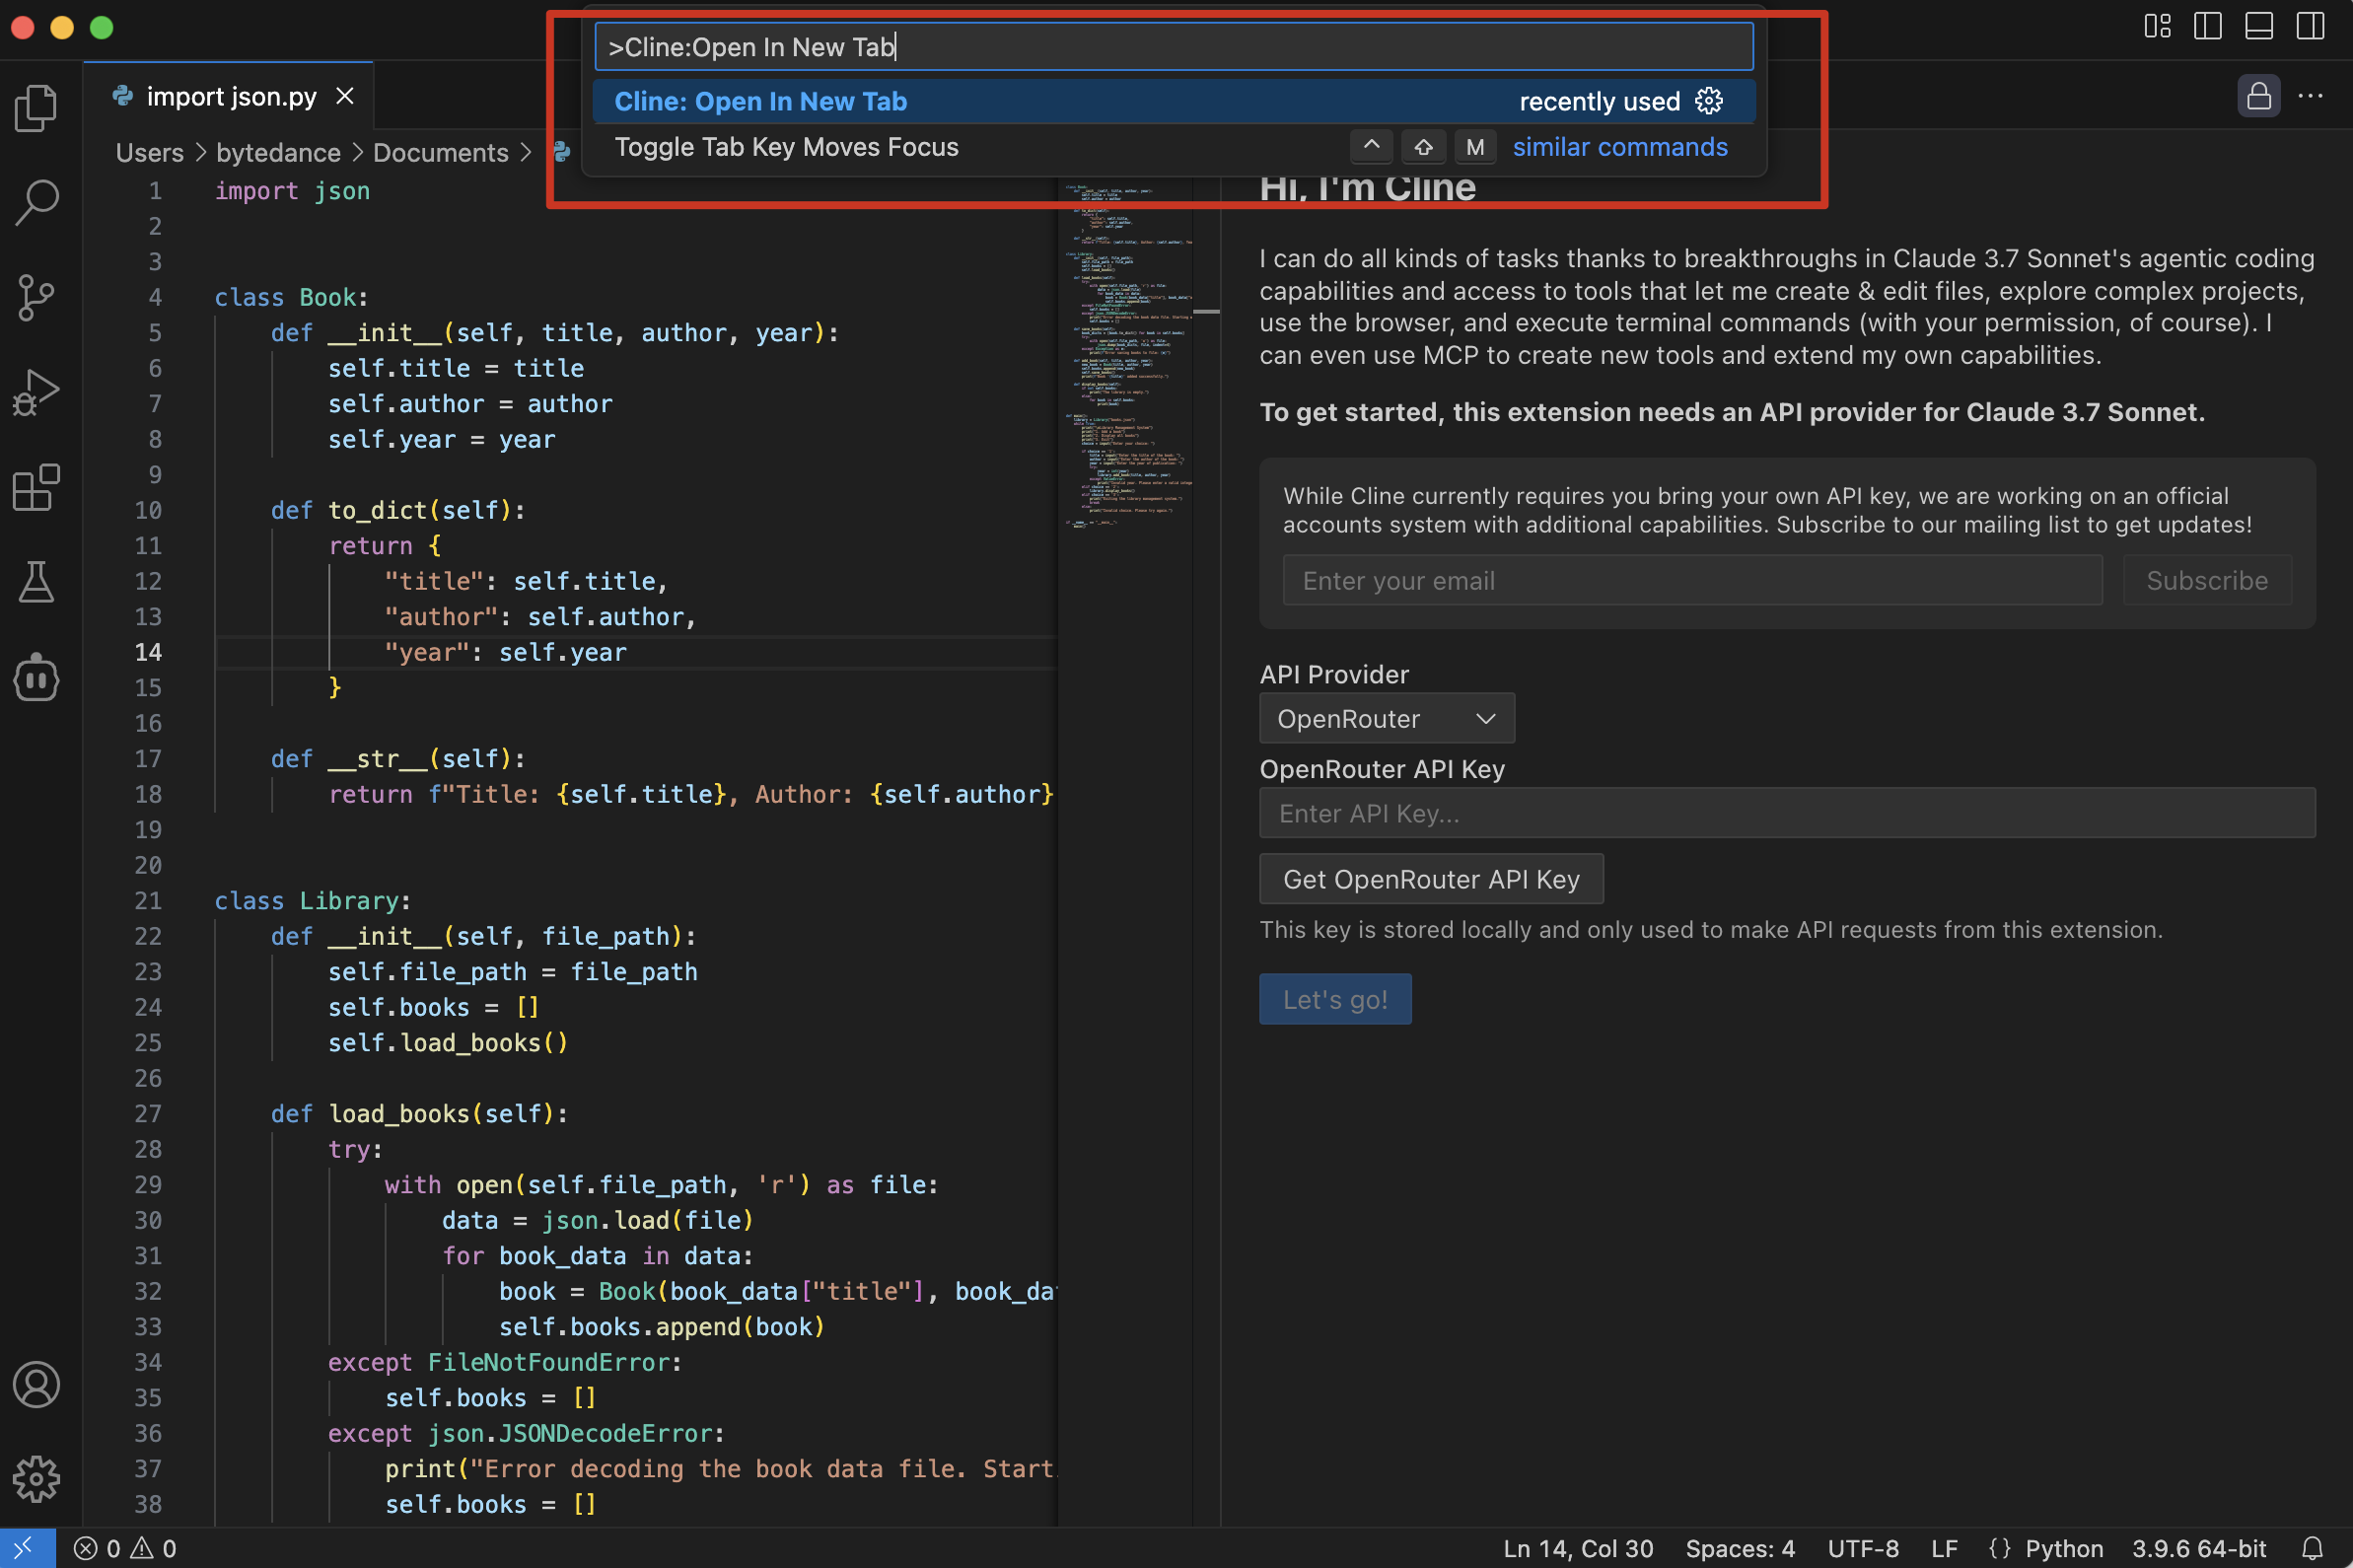 >Cline:Open In New Tab
Cline: Open In New Tab recently used
Toggle Tab Key Moves Focus ^ ⇧ M similar commands
import json.py
Users > bytedance > Documents >
1 import json
2
3
4 class Book:
5 def __init__(self, title, author, year):
6 self.title = title
7 self.author = author
8 self.year = year
9
10 def to_dict(self):
11 return {
12 "title": self.title,
13 "author": self.author,
14 "year": self.year
15 }
16
17 def __str__(self):
18 return f"Title: {self.title}, Author: {self.author}
19
20
21 class Library:
22 def __init__(self, file_path):
23 self.file_path = file_path
24 self.books = []
25 self.load_books()
26
27 def load_books(self):
28 try:
29 with open(self.file_path, 'r') as file:
30 data = json.load(file)
31 for book_data in data:
32 book = Book(book_data["title"], book_da
33 self.books.append(book)
34 except FileNotFoundError:
35 self.books = []
36 except json.JSONDecodeError:
37 print("Error decoding the book data file. Start
38 self.books = []
Hi, I'm Cline
I can do all kinds of tasks thanks to breakthroughs in Claude 3.7 Sonnet's agentic coding
capabilities and access to tools that let me create & edit files, explore complex projects,
use the browser, and execute terminal commands (with your permission, of course). I
can even use MCP to create new tools and extend my own capabilities.
To get started, this extension needs an API provider for Claude 3.7 Sonnet.
While Cline currently requires you bring your own API key, we are working on an official
accounts system with additional capabilities. Subscribe to our mailing list to get updates!
Enter your email Subscribe
API Provider
OpenRouter
OpenRouter API Key
Enter API Key...
Get OpenRouter API Key
This key is stored locally and only used to make API requests from this extension.
Let's go!
0 0 Ln 14, Col 30 Spaces: 4 UTF-8 LF {} Python 3.9.6 64-bit